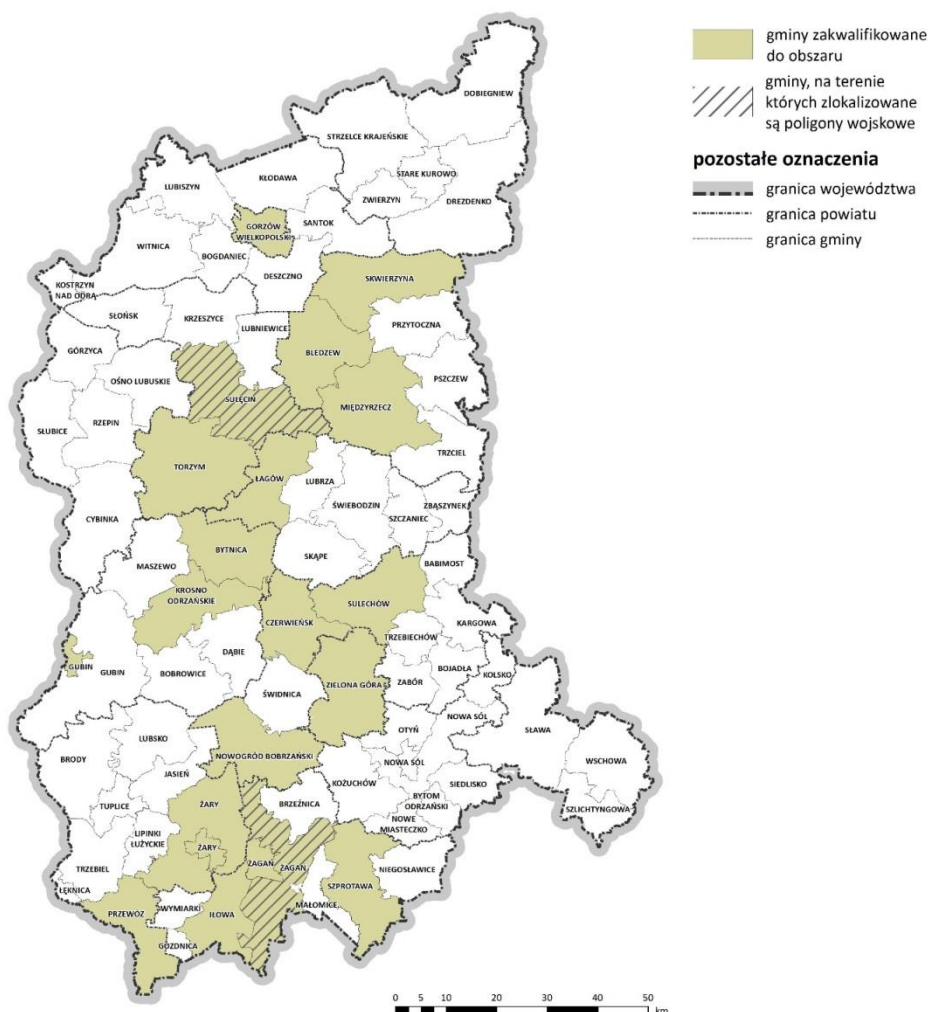 gminy zakwalifikowane
do obszaru
gminy, na terenie
których zlokalizowane
są poligony wojskowe
pozostałe oznaczenia
granica województwa
granica powiatu
granica gminy
DOBIEGNIEW
STRZELCE KRAJEŃSKIE
STARE KUROWO
KŁODAWA
LUBISZYN
ZWIERZYN
DREZDENKO
SANTOK
GORZÓW
WIELKOPOLSKI
WITNICA
BOGDANIEC
DESZCZNO
SKWIERZYNA
KOSTRZYN
NAD ODRĄ
SŁOŃSK
KRZESZYCE
LUBNIEWICE
PRZYTOCZNA
GÓRZYCA
BLEDZEW
OŚNO LUBUSKIE
PSZCZEW
SULĘCIN
MIĘDZYRZECZ
SŁUBICE
RZEPIN
TRZCIEL
TORZYM
ŁAGÓW
LUBRZA
ŚWIEBODZIN
ZBĄSZYNEK
SZCZANIEC
CYBINKA
BYTNICA
SKĄPE
BABIMOST
MASZEWO
KROSNO
ODRZAŃSKIE
SULECHÓW
CZERWIEŃSK
KARGOWA
TRZEBIECHÓW
DĄBIE
GUBIN
GUBIN
BOBROWICE
BOJADŁA
KOLSKO
ZIELONA GÓRA
ZABÓR
ŚWIDNICA
NOWA SÓL
OTYŃ
SŁAWA
LUBSKO
BRODY
NOWOGRÓD BOBRZAŃSKI
NOWA SÓL
WSCHOWA
JASIEŃ
KOŻUCHÓW
SIEDLISKO
BYTOM
ODRZAŃSKI
TUPLICE
ŻARY
BRZEŹNICA
SZLICHTYNGOWA
NOWE
MIASTECZKO
LIPINKI
ŁUŻYCKIE
ŻARY
TRZEBIEL
ŻAGAŃ
ŻAGAŃ
NIEGOSŁAWICE
ŁĘKNICA
SZPROTAWA
WYMIARKI
MAŁOMICE
PRZEWÓZ
IŁOWA
GOZDNICA
0 5 10 20 30 40 50
km